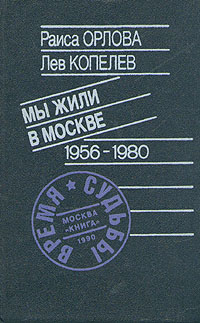 Раиса ОРЛОВА
Лев КОПЕЛЕВ
МЫ ЖИЛИ
В МОСКВЕ
1956-1980
ВРЕМЯ
СУДЬБЫ
МОСКВА
«КНИГА»
1990